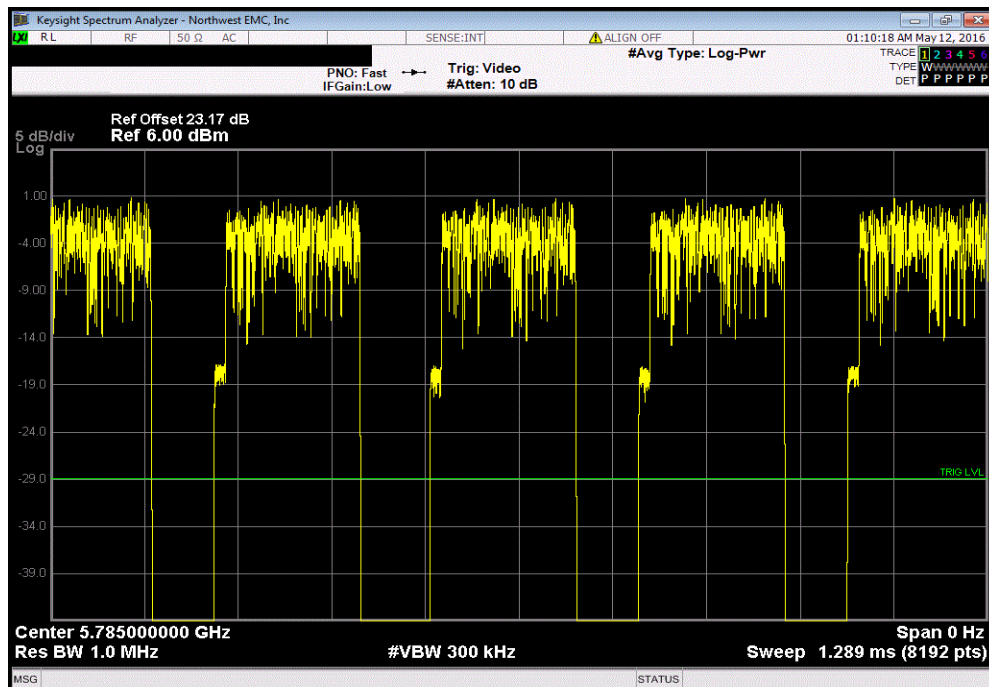 Keysight Spectrum Analyzer - Northwest EMC, Inc
LXI RL RF 50 Ω AC SENSE:INT ALIGN OFF 01:10:18 AM May 12, 2016
PNO: Fast
IFGain:Low
Trig: Video
#Atten: 10 dB
#Avg Type: Log-Pwr
TRACE 1 2 3 4 5 6
TYPE WWWWWW
DET P P P P P P
5 dB/div
Log
Ref Offset 23.17 dB
Ref 6.00 dBm
1.00
-4.00
-9.00
-14.0
-19.0
-24.0
-29.0
TRIG LVL
-34.0
-39.0
Center 5.785000000 GHz
Span 0 Hz
Res BW 1.0 MHz
#VBW 300 kHz
Sweep 1.289 ms (8192 pts)
MSG
STATUS